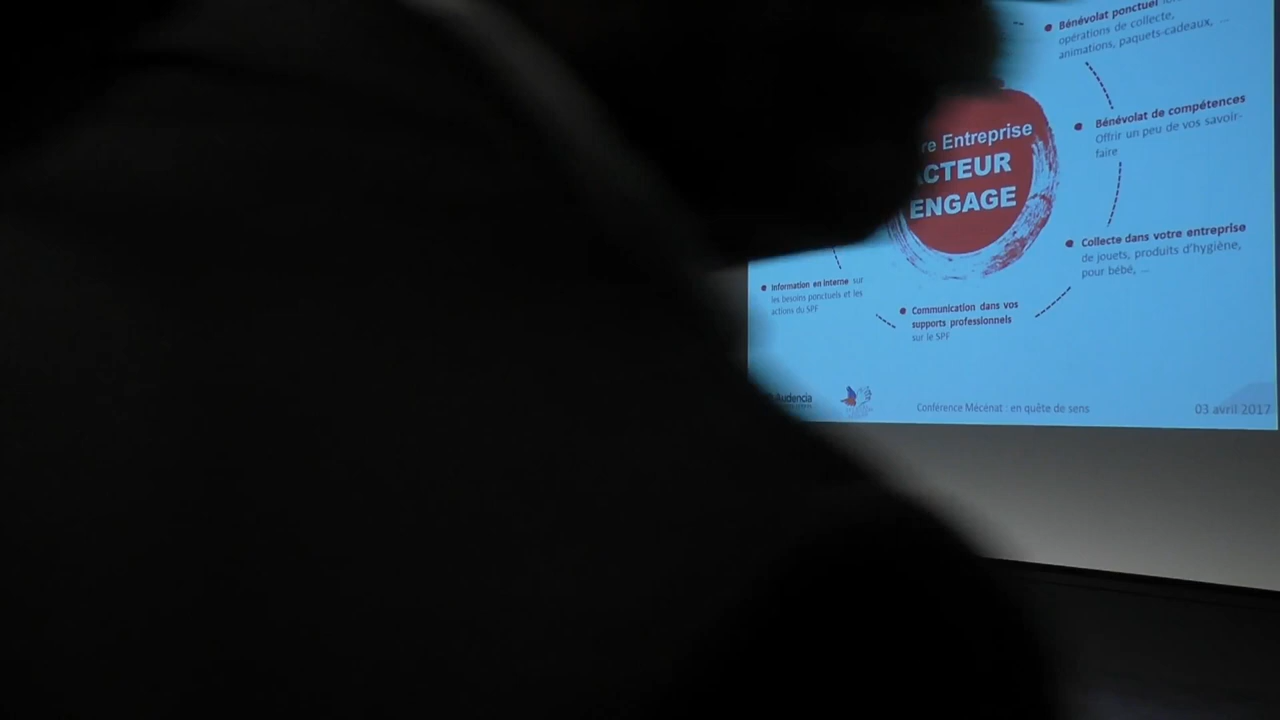 Bénévolat ponctuel
opérations de collecte,
animations, paquets-cadeaux, ...
Bénévolat de compétences
Offrir un peu de vos savoir-
faire
re Entreprise
ACTEUR
ENGAGE
Collecte dans votre entreprise
de jouets, produits d'hygiène,
pour bébé, ...
Information en interne sur
les besoins ponctuels et les
actions du SPF
Communication dans vos
supports professionnels
sur le SPF
Audencia
Conférence Mécénat : en quête de sens
03 avril 2017